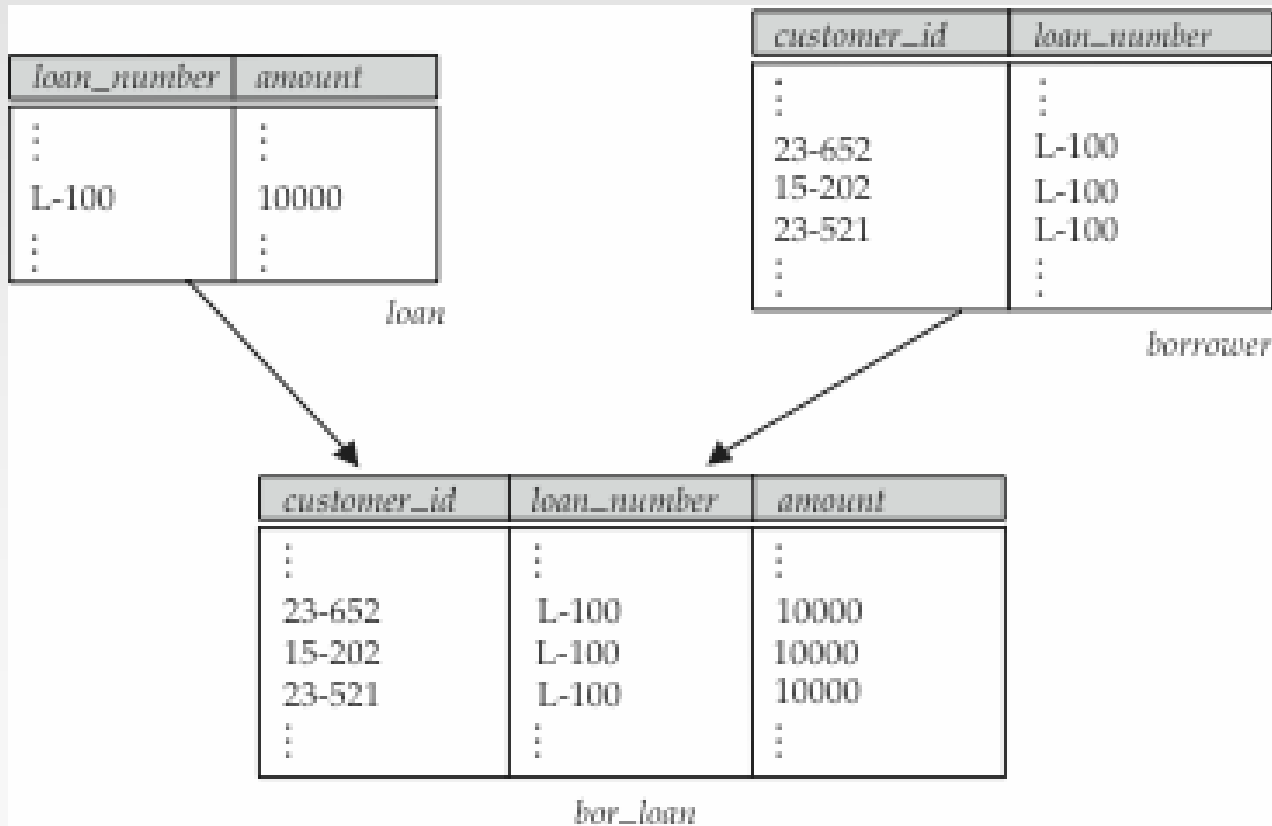 loan_number amount
⋮ ⋮
L-100 10000
⋮ ⋮
loan
customer_id loan_number
⋮ ⋮
23-652 L-100
15-202 L-100
23-521 L-100
⋮ ⋮
borrower
customer_id loan_number amount
⋮ ⋮ ⋮
23-652 L-100 10000
15-202 L-100 10000
23-521 L-100 10000
⋮ ⋮ ⋮
bor_loan